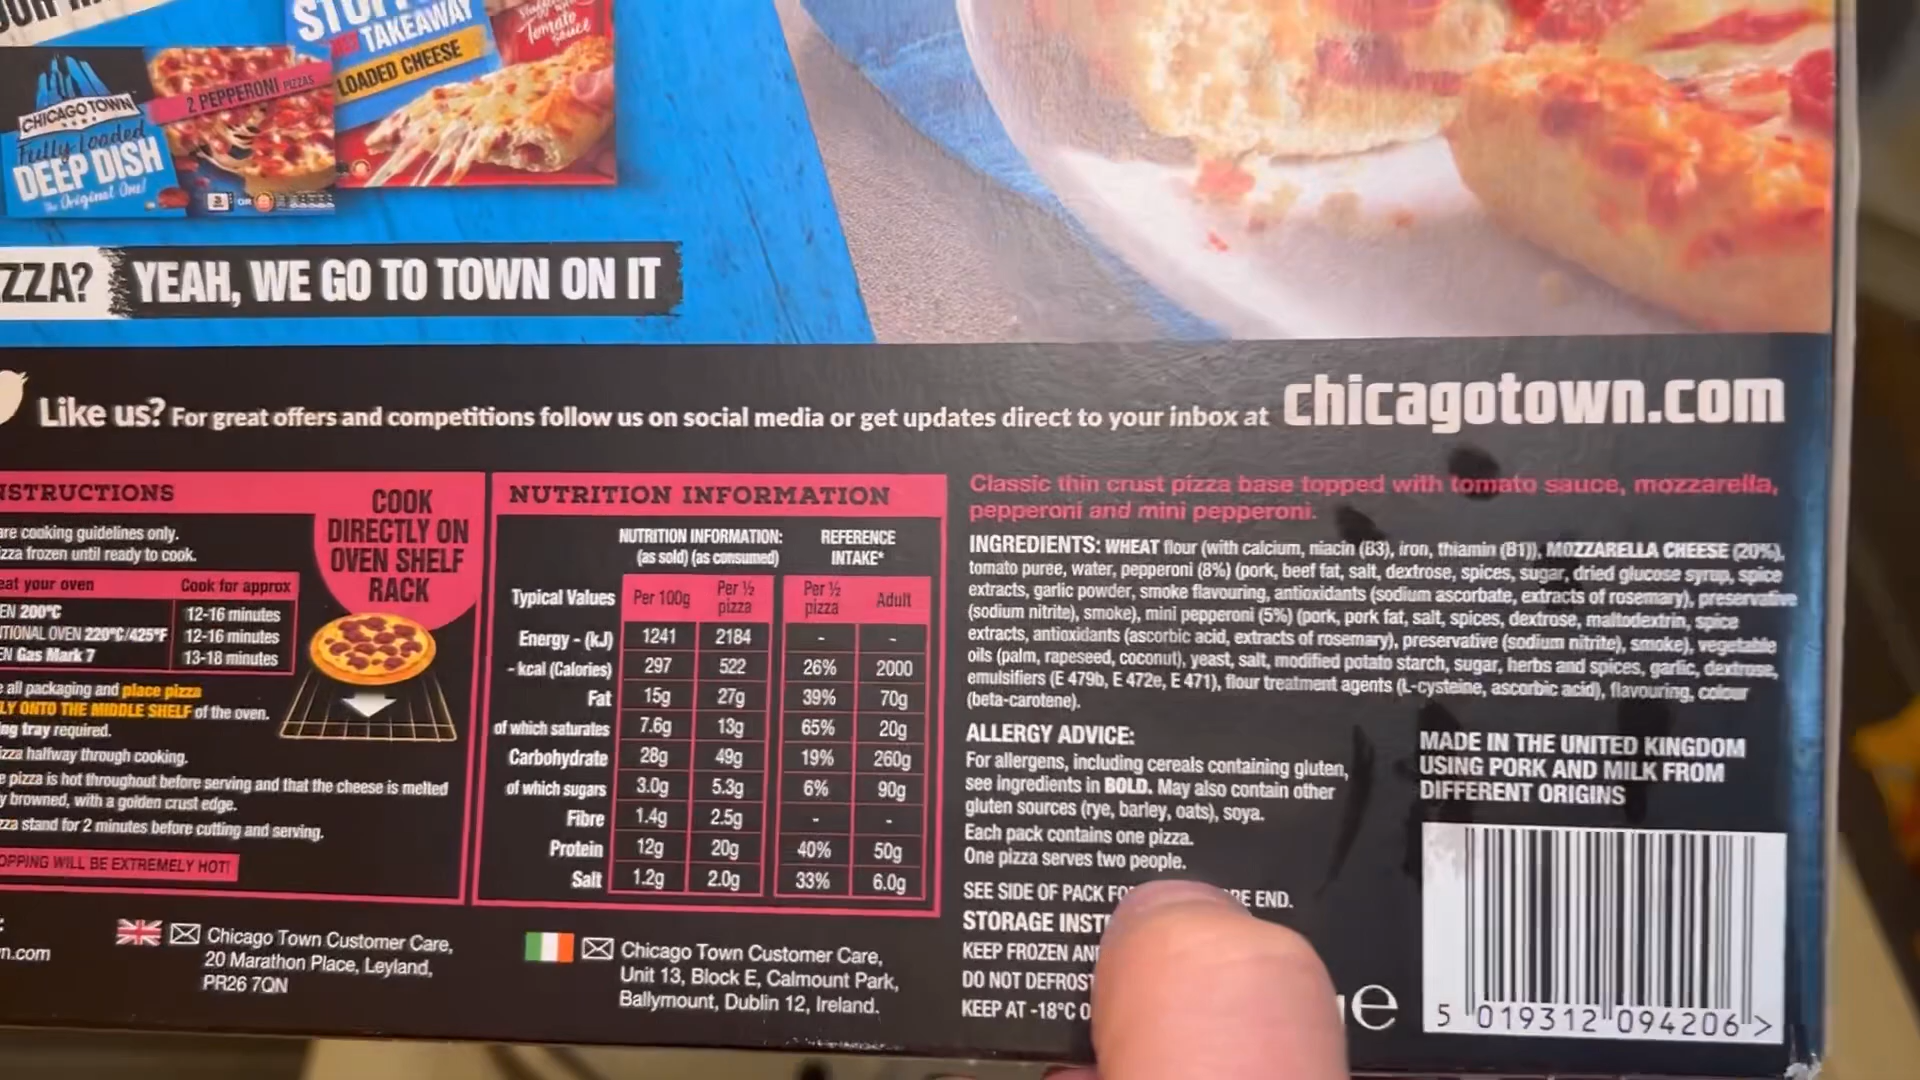 STUFFED
TAKEAWAY
LOADED CHEESE
Tomato
sauce
CHICAGO TOWN
Fully Loaded
DEEP DISH
The Original One!
2 PEPPERONI PIZZAS
OR
ZZA? YEAH, WE GO TO TOWN ON IT
Like us? For great offers and competitions follow us on social media or get updates direct to your inbox at chicagotown.com
NSTRUCTIONS
are cooking guidelines only.
zza frozen until ready to cook.
eat your oven Cook for approx
EN 200°C 12-16 minutes
TIONAL OVEN 220°C/425°F 12-16 minutes
EN Gas Mark 7 13-18 minutes
COOK
DIRECTLY ON
OVEN SHELF
RACK
e all packaging and place pizza
LY ONTO THE MIDDLE SHELF of the oven.
ng tray required.
izza halfway through cooking.
e pizza is hot throughout before serving and that the cheese is melted
y browned, with a golden crust edge.
zza stand for 2 minutes before cutting and serving.
OPPING WILL BE EXTREMELY HOT!
NUTRITION INFORMATION
NUTRITION INFORMATION: REFERENCE
(as sold) (as consumed) INTAKE*
Typical Values Per 100g Per ½ pizza Per ½ pizza Adult
Energy - (kJ) 1241 2184 - -
- kcal (Calories) 297 522 26% 2000
Fat 15g 27g 39% 70g
of which saturates 7.6g 13g 65% 20g
Carbohydrate 28g 49g 19% 260g
of which sugars 3.0g 5.3g 6% 90g
Fibre 1.4g 2.5g - -
Protein 12g 20g 40% 50g
Salt 1.2g 2.0g 33% 6.0g
Classic thin crust pizza base topped with tomato sauce, mozzarella,
pepperoni and mini pepperoni.
INGREDIENTS: WHEAT flour (with calcium, niacin (B3), iron, thiamin (B1)), MOZZARELLA CHEESE (20%),
tomato puree, water, pepperoni (8%) (pork, beef fat, salt, dextrose, spices, sugar, dried glucose syrup, spice
extracts, garlic powder, smoke flavouring, antioxidants (sodium ascorbate, extracts of rosemary), preservative
(sodium nitrite), smoke), mini pepperoni (5%) (pork, pork fat, salt, spices, dextrose, maltodextrin, spice
extracts, antioxidants (ascorbic acid, extracts of rosemary), preservative (sodium nitrite), smoke), vegetable
oils (palm, rapeseed, coconut), yeast, salt, modified potato starch, sugar, herbs and spices, garlic, dextrose,
emulsifiers (E 479b, E 472e, E 471), flour treatment agents (L-cysteine, ascorbic acid), flavouring, colour
(beta-carotene).
ALLERGY ADVICE:
For allergens, including cereals containing gluten,
see ingredients in BOLD. May also contain other
gluten sources (rye, barley, oats), soya.
Each pack contains one pizza.
One pizza serves two people.
SEE SIDE OF PACK FO RE END.
STORAGE INST
KEEP FROZEN AN
DO NOT DEFROST
KEEP AT -18°C O
MADE IN THE UNITED KINGDOM
USING PORK AND MILK FROM
DIFFERENT ORIGINS
e
5 019312 094206 >
n.com
Chicago Town Customer Care,
20 Marathon Place, Leyland,
PR26 7QN
Chicago Town Customer Care,
Unit 13, Block E, Calmount Park,
Ballymount, Dublin 12, Ireland.